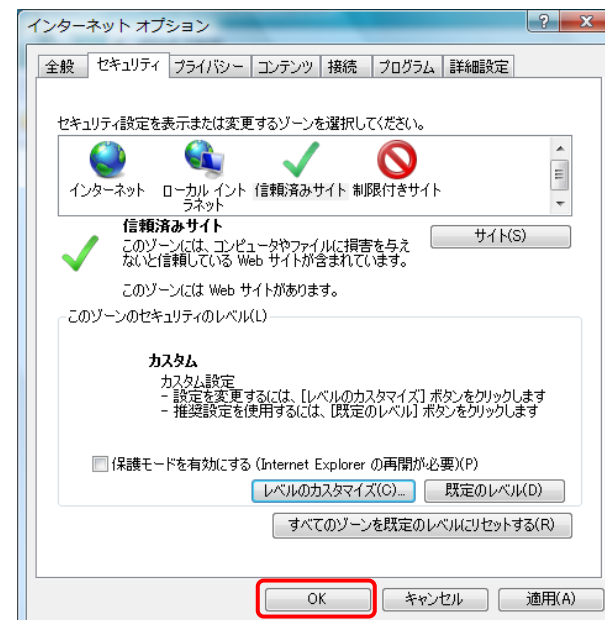 インターネット オプション
全般 セキュリティ プライバシー コンテンツ 接続 プログラム 詳細設定
セキュリティ設定を表示または変更するゾーンを選択してください。
インターネット ローカル イントラネット 信頼済みサイト 制限付きサイト
信頼済みサイト
サイト(S)
このゾーンには、コンピュータやファイルに損害を与え
ないと信頼している Web サイトが含まれています。
このゾーンには Web サイトがあります。
このゾーンのセキュリティのレベル(L)
カスタム
カスタム設定
- 設定を変更するには、[レベルのカスタマイズ] ボタンをクリックします
- 推奨設定を使用するには、[既定のレベル] ボタンをクリックします
保護モードを有効にする (Internet Explorer の再開が必要)(P)
レベルのカスタマイズ(C)... 既定のレベル(D)
すべてのゾーンを既定のレベルにリセットする(R)
OK キャンセル 適用(A)